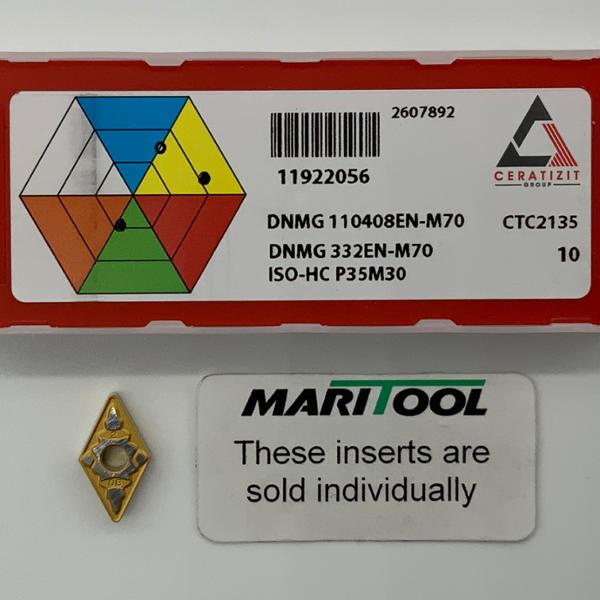 2607892
11922056
CERATIZIT
GROUP
DNMG 110408EN-M70 CTC2135
DNMG 332EN-M70 10
ISO-HC P35M30
MARITOOL
These inserts are
sold individually